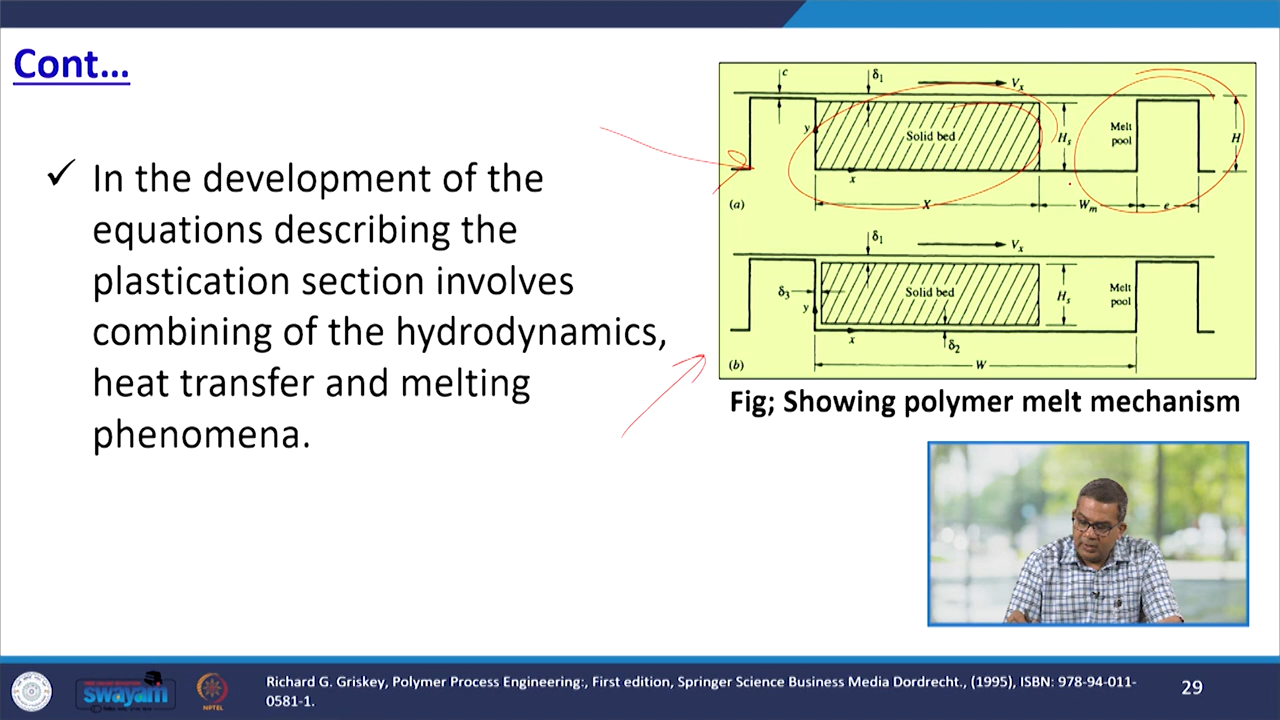 Cont...
✓ In the development of the
equations describing the
plastication section involves
combining of the hydrodynamics,
heat transfer and melting
phenomena.
c
δ₁
Vₓ
y
Solid bed
Hₛ
Melt
pool
H
x
(a)
X
Wₘ
e
δ₁
Vₓ
δ₃
Solid bed
Hₛ
Melt
pool
y
x
δ₂
(b)
W
Fig; Showing polymer melt mechanism
swayam
NPTEL
Richard G. Griskey, Polymer Process Engineering:, First edition, Springer Science Business Media Dordrecht., (1995), ISBN: 978-94-011-
0581-1.
29